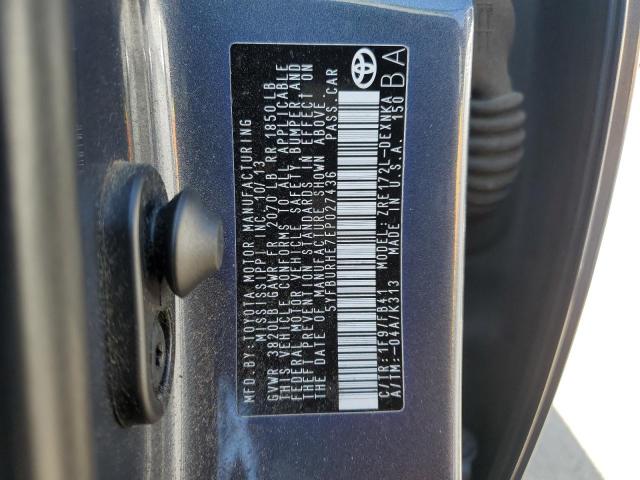 MFD.BY: TOYOTA MOTOR MANUFACTURING
MISSISSIPPI INC 10/13
GVWR 3820LB GAWR FR 2070 LB RR 1850 LB
THIS VEHICLE CONFORMS TO ALL APPLICABLE
FEDERAL MOTOR VEHICLE SAFETY, BUMPER, AND
THEFT PREVENTION STANDARDS IN EFFECT ON
THE DATE OF MANUFACTURE SHOWN ABOVE.
5YFBURHE7EP027436 PASS.CAR
C/TR: 1F9/FB41 ZRE172L-DEXNKA
A/TM: -04A/K313 MADE IN U.S.A. 150
BA